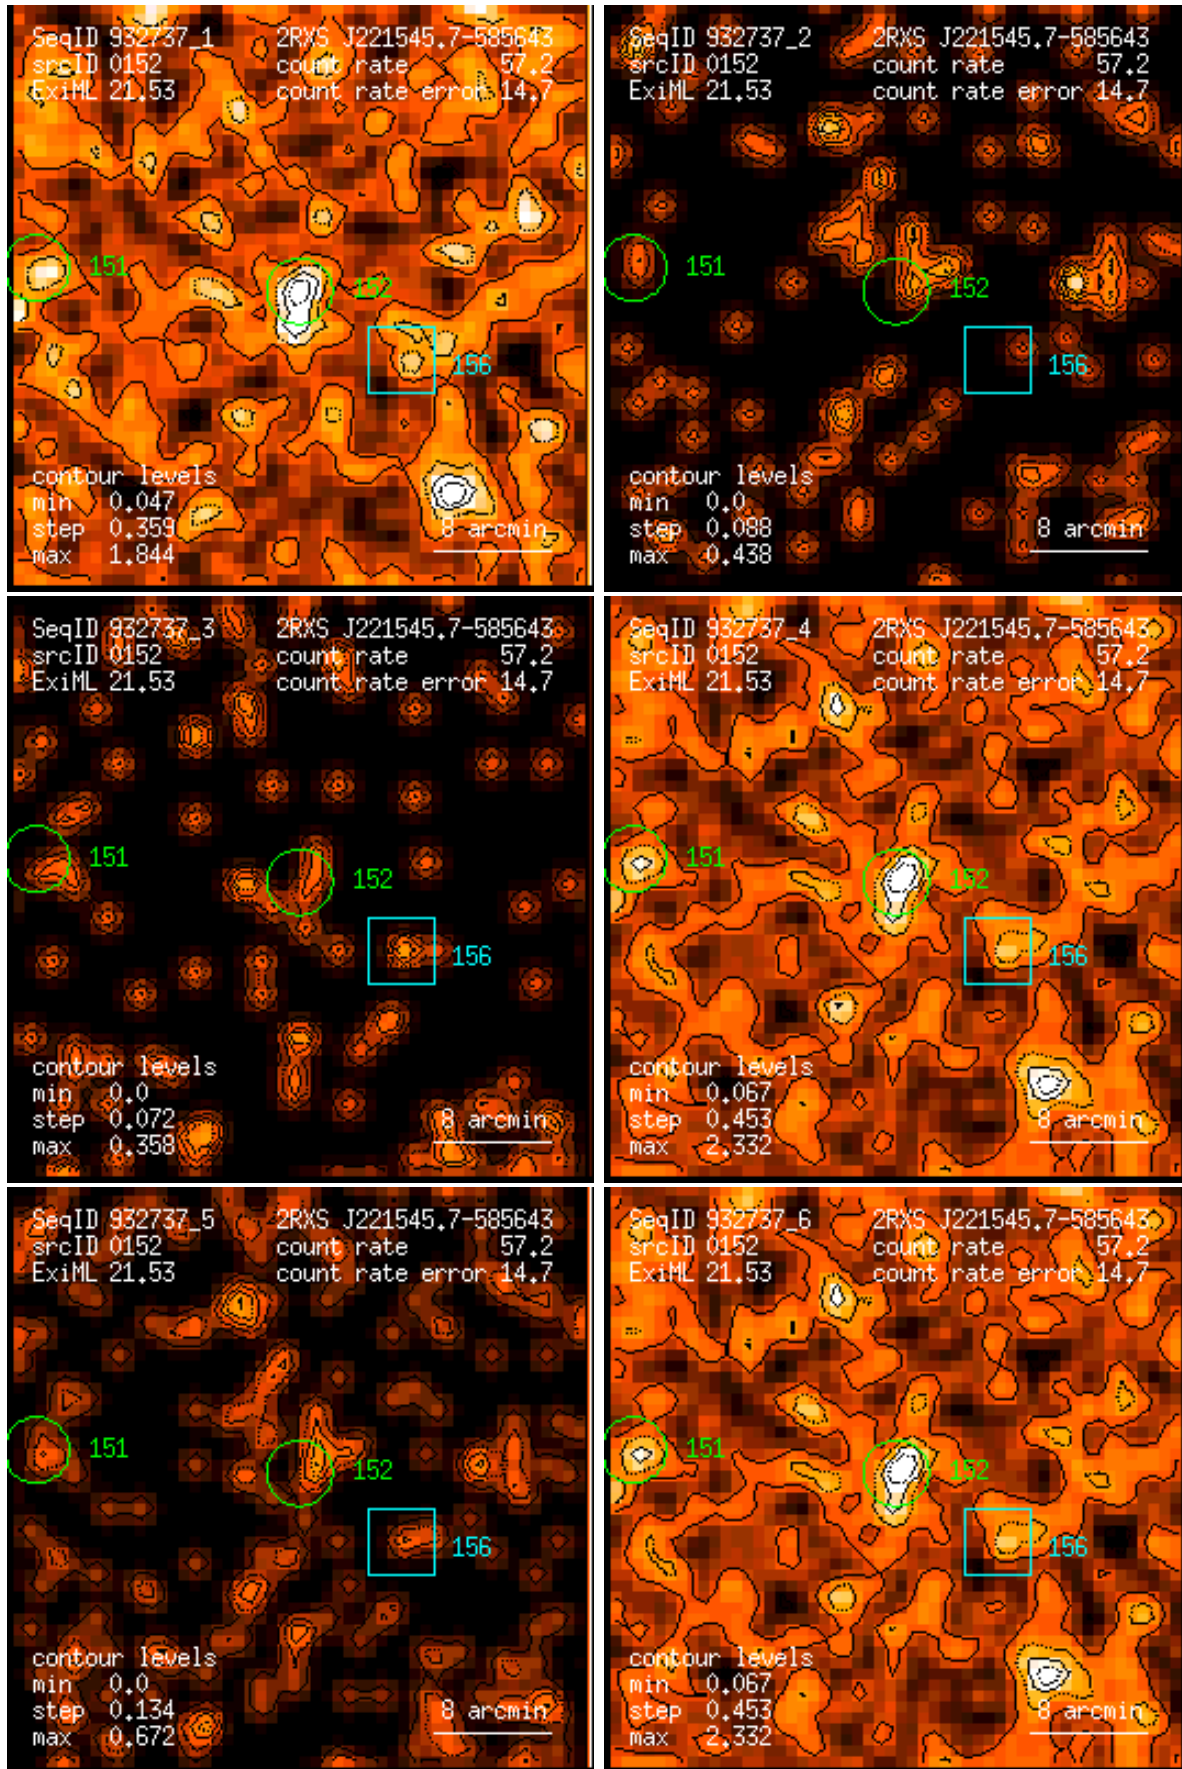 SeqID 932737_1 2RXS J221545.7-585643
srcID 0152 count rate 57.2
ExiML 21.53 count rate error 14.7
151
152
156
contour levels
min 0.047
step 0.359 8 arcmin
max 1.844
SeqID 932737_2 2RXS J221545.7-585643
srcID 0152 count rate 57.2
ExiML 21.53 count rate error 14.7
151
152
156
contour levels
min 0.0
step 0.088 8 arcmin
max 0.438
SeqID 932737_3 2RXS J221545.7-585643
srcID 0152 count rate 57.2
ExiML 21.53 count rate error 14.7
151
152
156
contour levels
min 0.0
step 0.072 8 arcmin
max 0.358
SeqID 932737_4 2RXS J221545.7-585643
srcID 0152 count rate 57.2
ExiML 21.53 count rate error 14.7
151
152
156
contour levels
min 0.067
step 0.453 8 arcmin
max 2.332
SeqID 932737_5 2RXS J221545.7-585643
srcID 0152 count rate 57.2
ExiML 21.53 count rate error 14.7
151
152
156
contour levels
min 0.0
step 0.134 8 arcmin
max 0.672
SeqID 932737_6 2RXS J221545.7-585643
srcID 0152 count rate 57.2
ExiML 21.53 count rate error 14.7
151
152
156
contour levels
min 0.067
step 0.453 8 arcmin
max 2.332